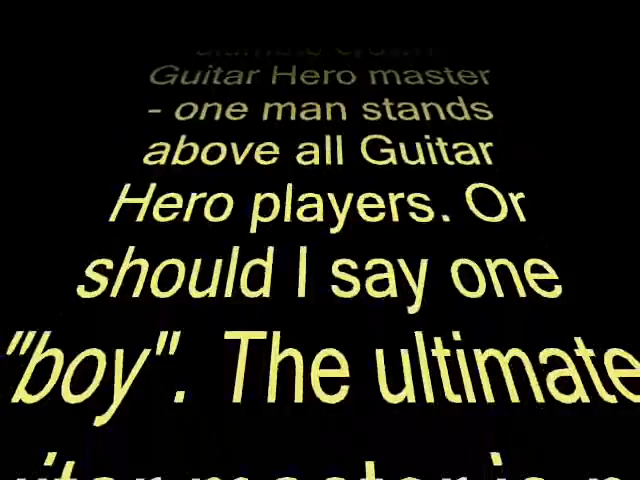 Guitar Hero master
- one man stands
above all Guitar
Hero players. Or
should I say one
"boy". The ultimate